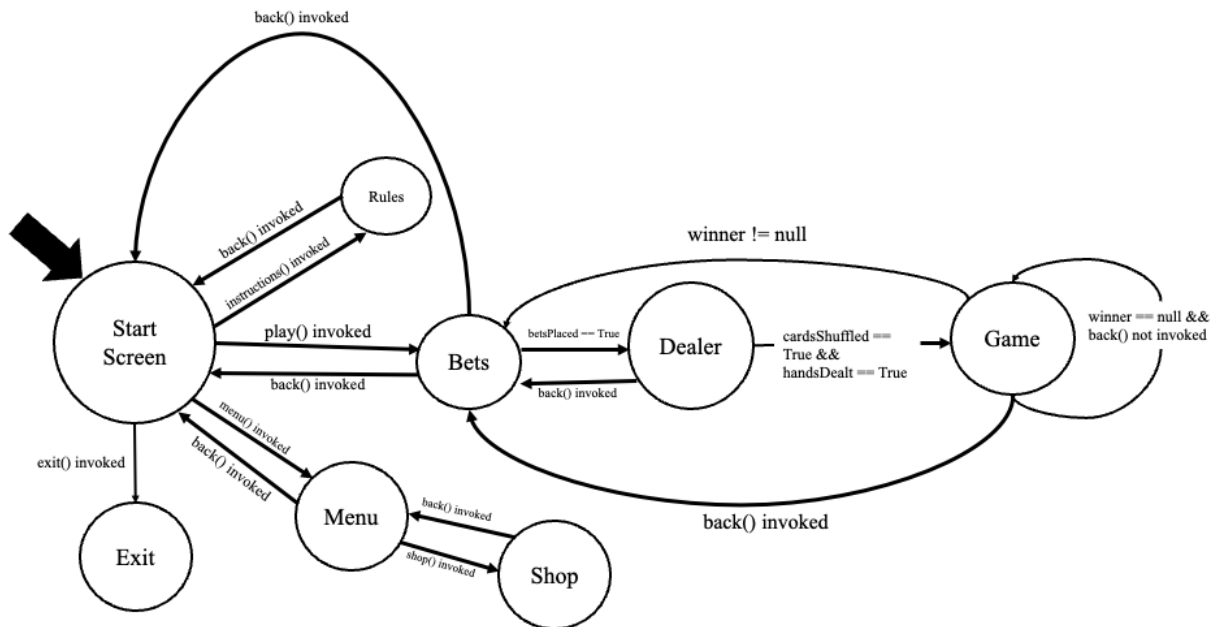 back() invoked
Rules
back() invoked
instructions() invoked
winner != null
Start
Screen
play() invoked
back() invoked
Bets
betsPlaced == True
back() invoked
Dealer
cardsShuffled ==
True &&
handsDealt == True
Game
winner == null &&
back() not invoked
menu() invoked
back() invoked
exit() invoked
Exit
Menu
back() invoked
shop() invoked
Shop
back() invoked